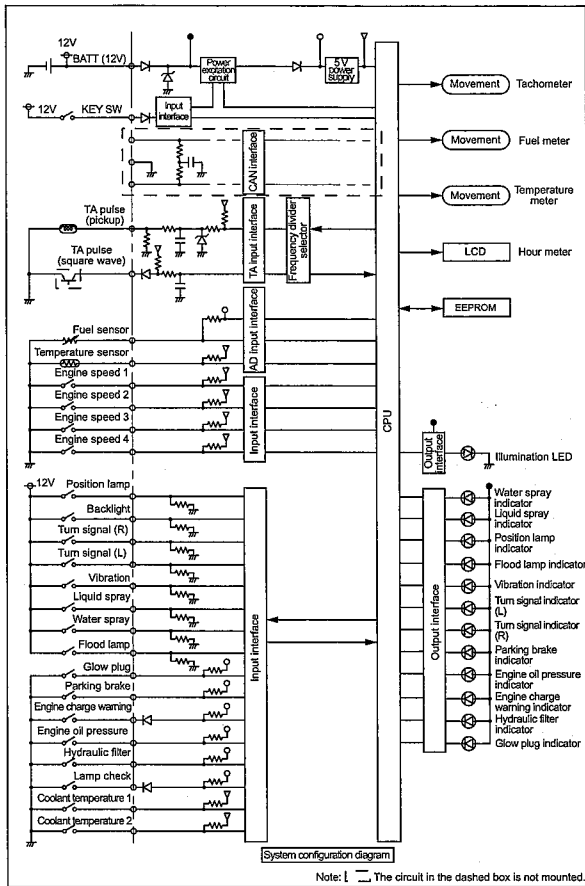 12V
BATT (12V)
Power
excitation
circuit
5 V
power
supply
12V
KEY SW
Input
interface
CAN interface
TA pulse
(pickup)
TA pulse
(square wave)
TA input interface
Frequency divider
selector
Fuel sensor
Temperature sensor
AD input interface
Engine speed 1
Engine speed 2
Engine speed 3
Engine speed 4
Input interface
CPU
Movement
Tachometer
Movement
Fuel meter
Movement
Temperature
meter
LCD
Hour meter
EEPROM
Output
interface
Illumination LED
12V
Position lamp
Backlight
Turn signal (R)
Turn signal (L)
Vibration
Liquid spray
Water spray
Flood lamp
Glow plug
Parking brake
Engine charge warning
Engine oil pressure
Hydraulic filter
Lamp check
Coolant temperature 1
Coolant temperature 2
Input interface
Output interface
Water spray
indicator
Liquid spray
indicator
Position lamp
indicator
Flood lamp indicator
Vibration indicator
Turn signal indicator
(L)
Turn signal indicator
(R)
Parking brake
indicator
Engine oil pressure
indicator
Engine charge
warning indicator
Hydraulic filter
indicator
Glow plug indicator
System configuration diagram
Note: The circuit in the dashed box is not mounted.